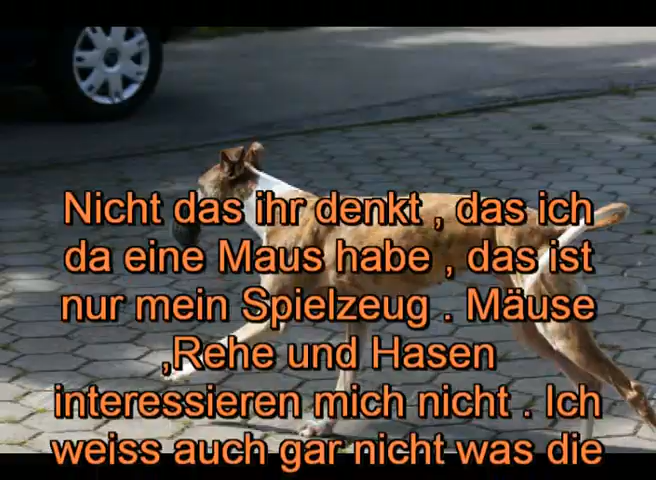 Nicht das ihr denkt , das ich
da eine Maus habe , das ist
nur mein Spielzeug . Mäuse
,Rehe und Hasen
interessieren mich nicht . Ich
weiss auch gar nicht was die